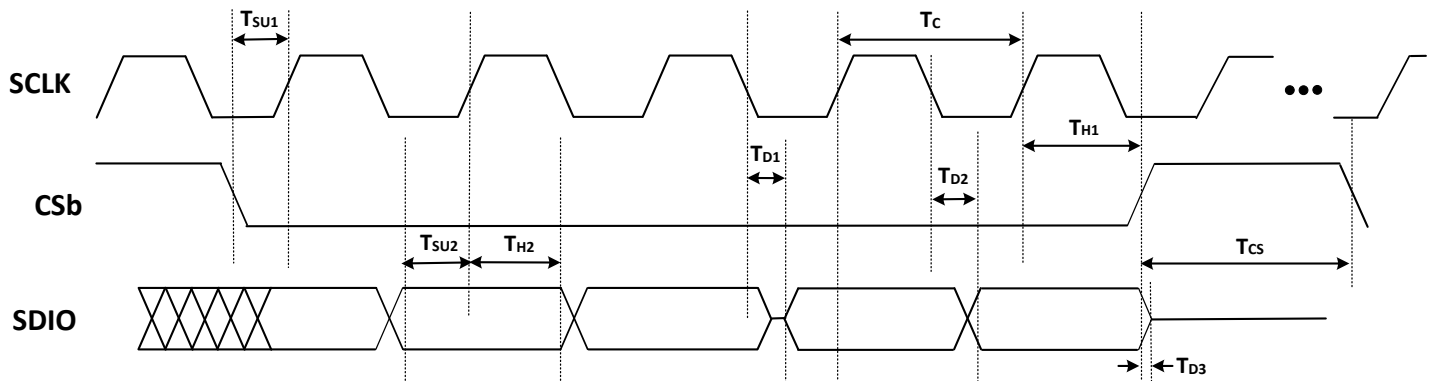 TSU1
TC
SCLK
•••
TH1
TD1
TD2
CSb
TSU2
TH2
TCS
SDIO
TD3